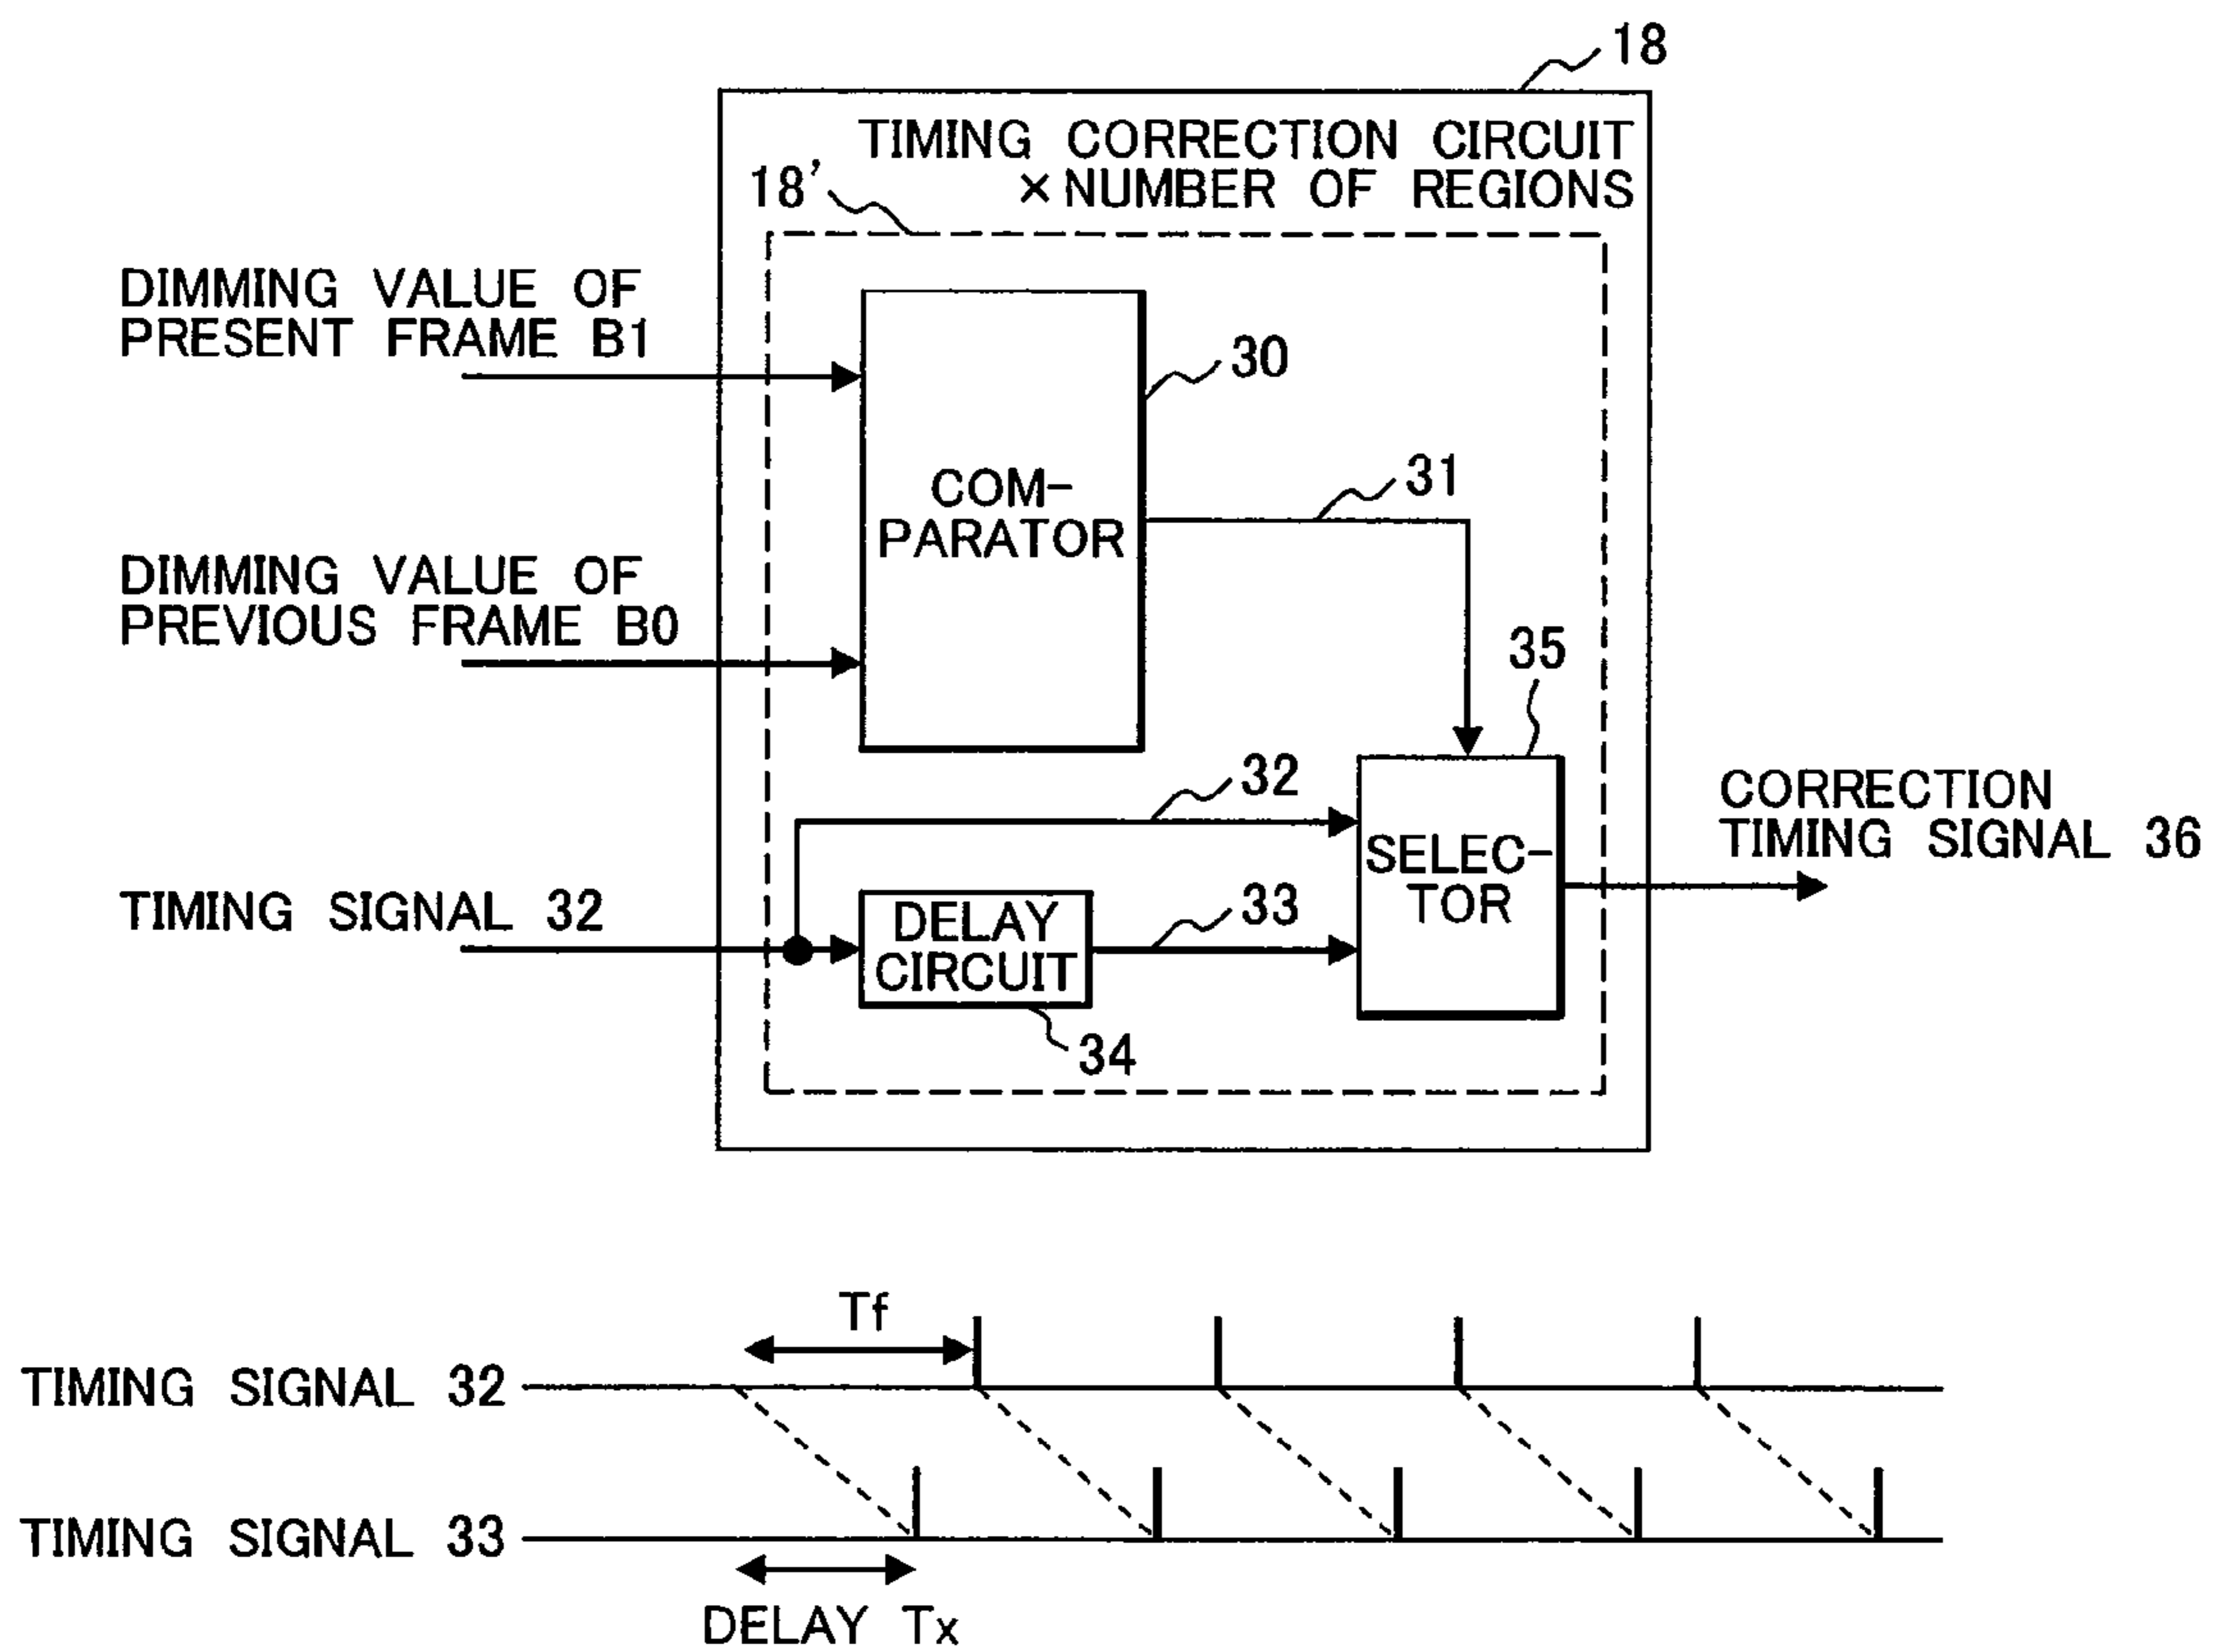 18
TIMING CORRECTION CIRCUIT
× NUMBER OF REGIONS
18'
DIMMING VALUE OF
PRESENT FRAME B1
30
COM-
PARATOR
31
DIMMING VALUE OF
PREVIOUS FRAME B0
35
32
CORRECTION
TIMING SIGNAL 36
SELEC-
TOR
TIMING SIGNAL 32
DELAY
CIRCUIT
33
34
Tf
TIMING SIGNAL 32
TIMING SIGNAL 33
DELAY Tx